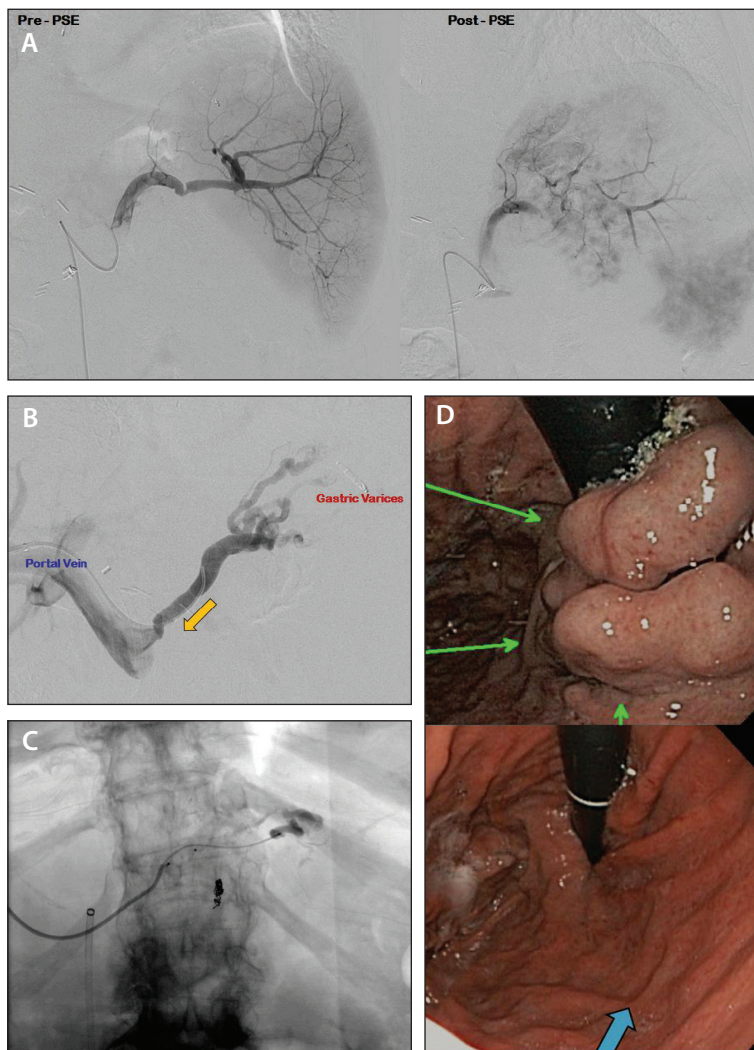 Pre - PSE
Post - PSE
A
B
Gastric Varices
Portal Vein
C
D